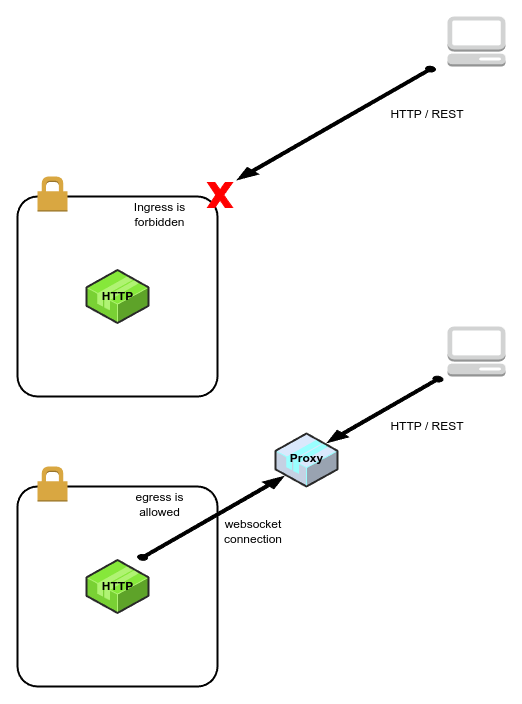 HTTP / REST
X
Ingress is
forbidden
HTTP
HTTP / REST
Proxy
egress is
allowed
websocket
connection
HTTP